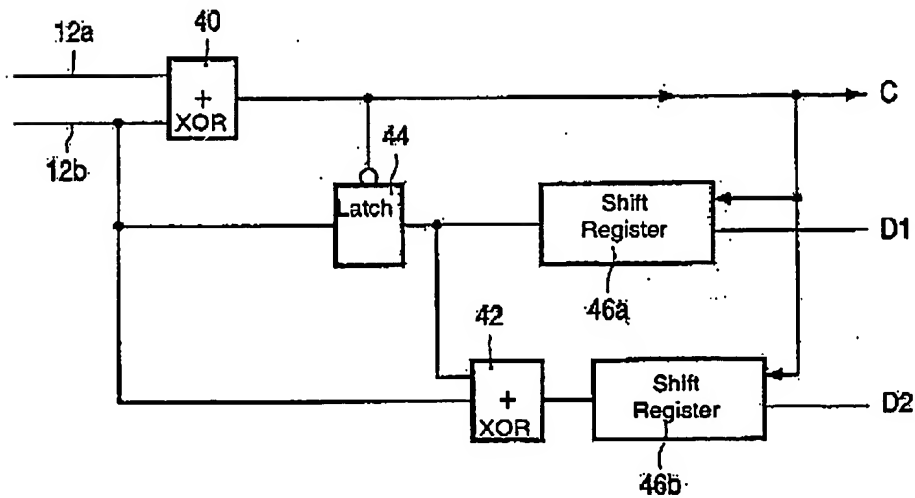 40
12a
+
XOR
C
12b
44
Latch
Shift
Register
D1
46a
42
+
XOR
Shift
Register
D2
46b